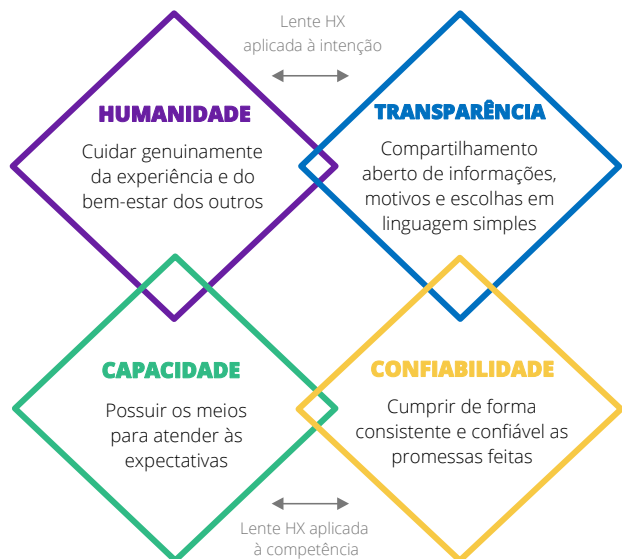 Lente HX
aplicada à intenção
HUMANIDADE
Cuidar genuinamente
da experiência e do
bem-estar dos outros
TRANSPARÊNCIA
Compartilhamento
aberto de informações,
motivos e escolhas em
linguagem simples
CAPACIDADE
Possuir os meios
para atender às
expectativas
CONFIABILIDADE
Cumprir de forma
consistente e confiável as
promessas feitas
Lente HX aplicada
à competência